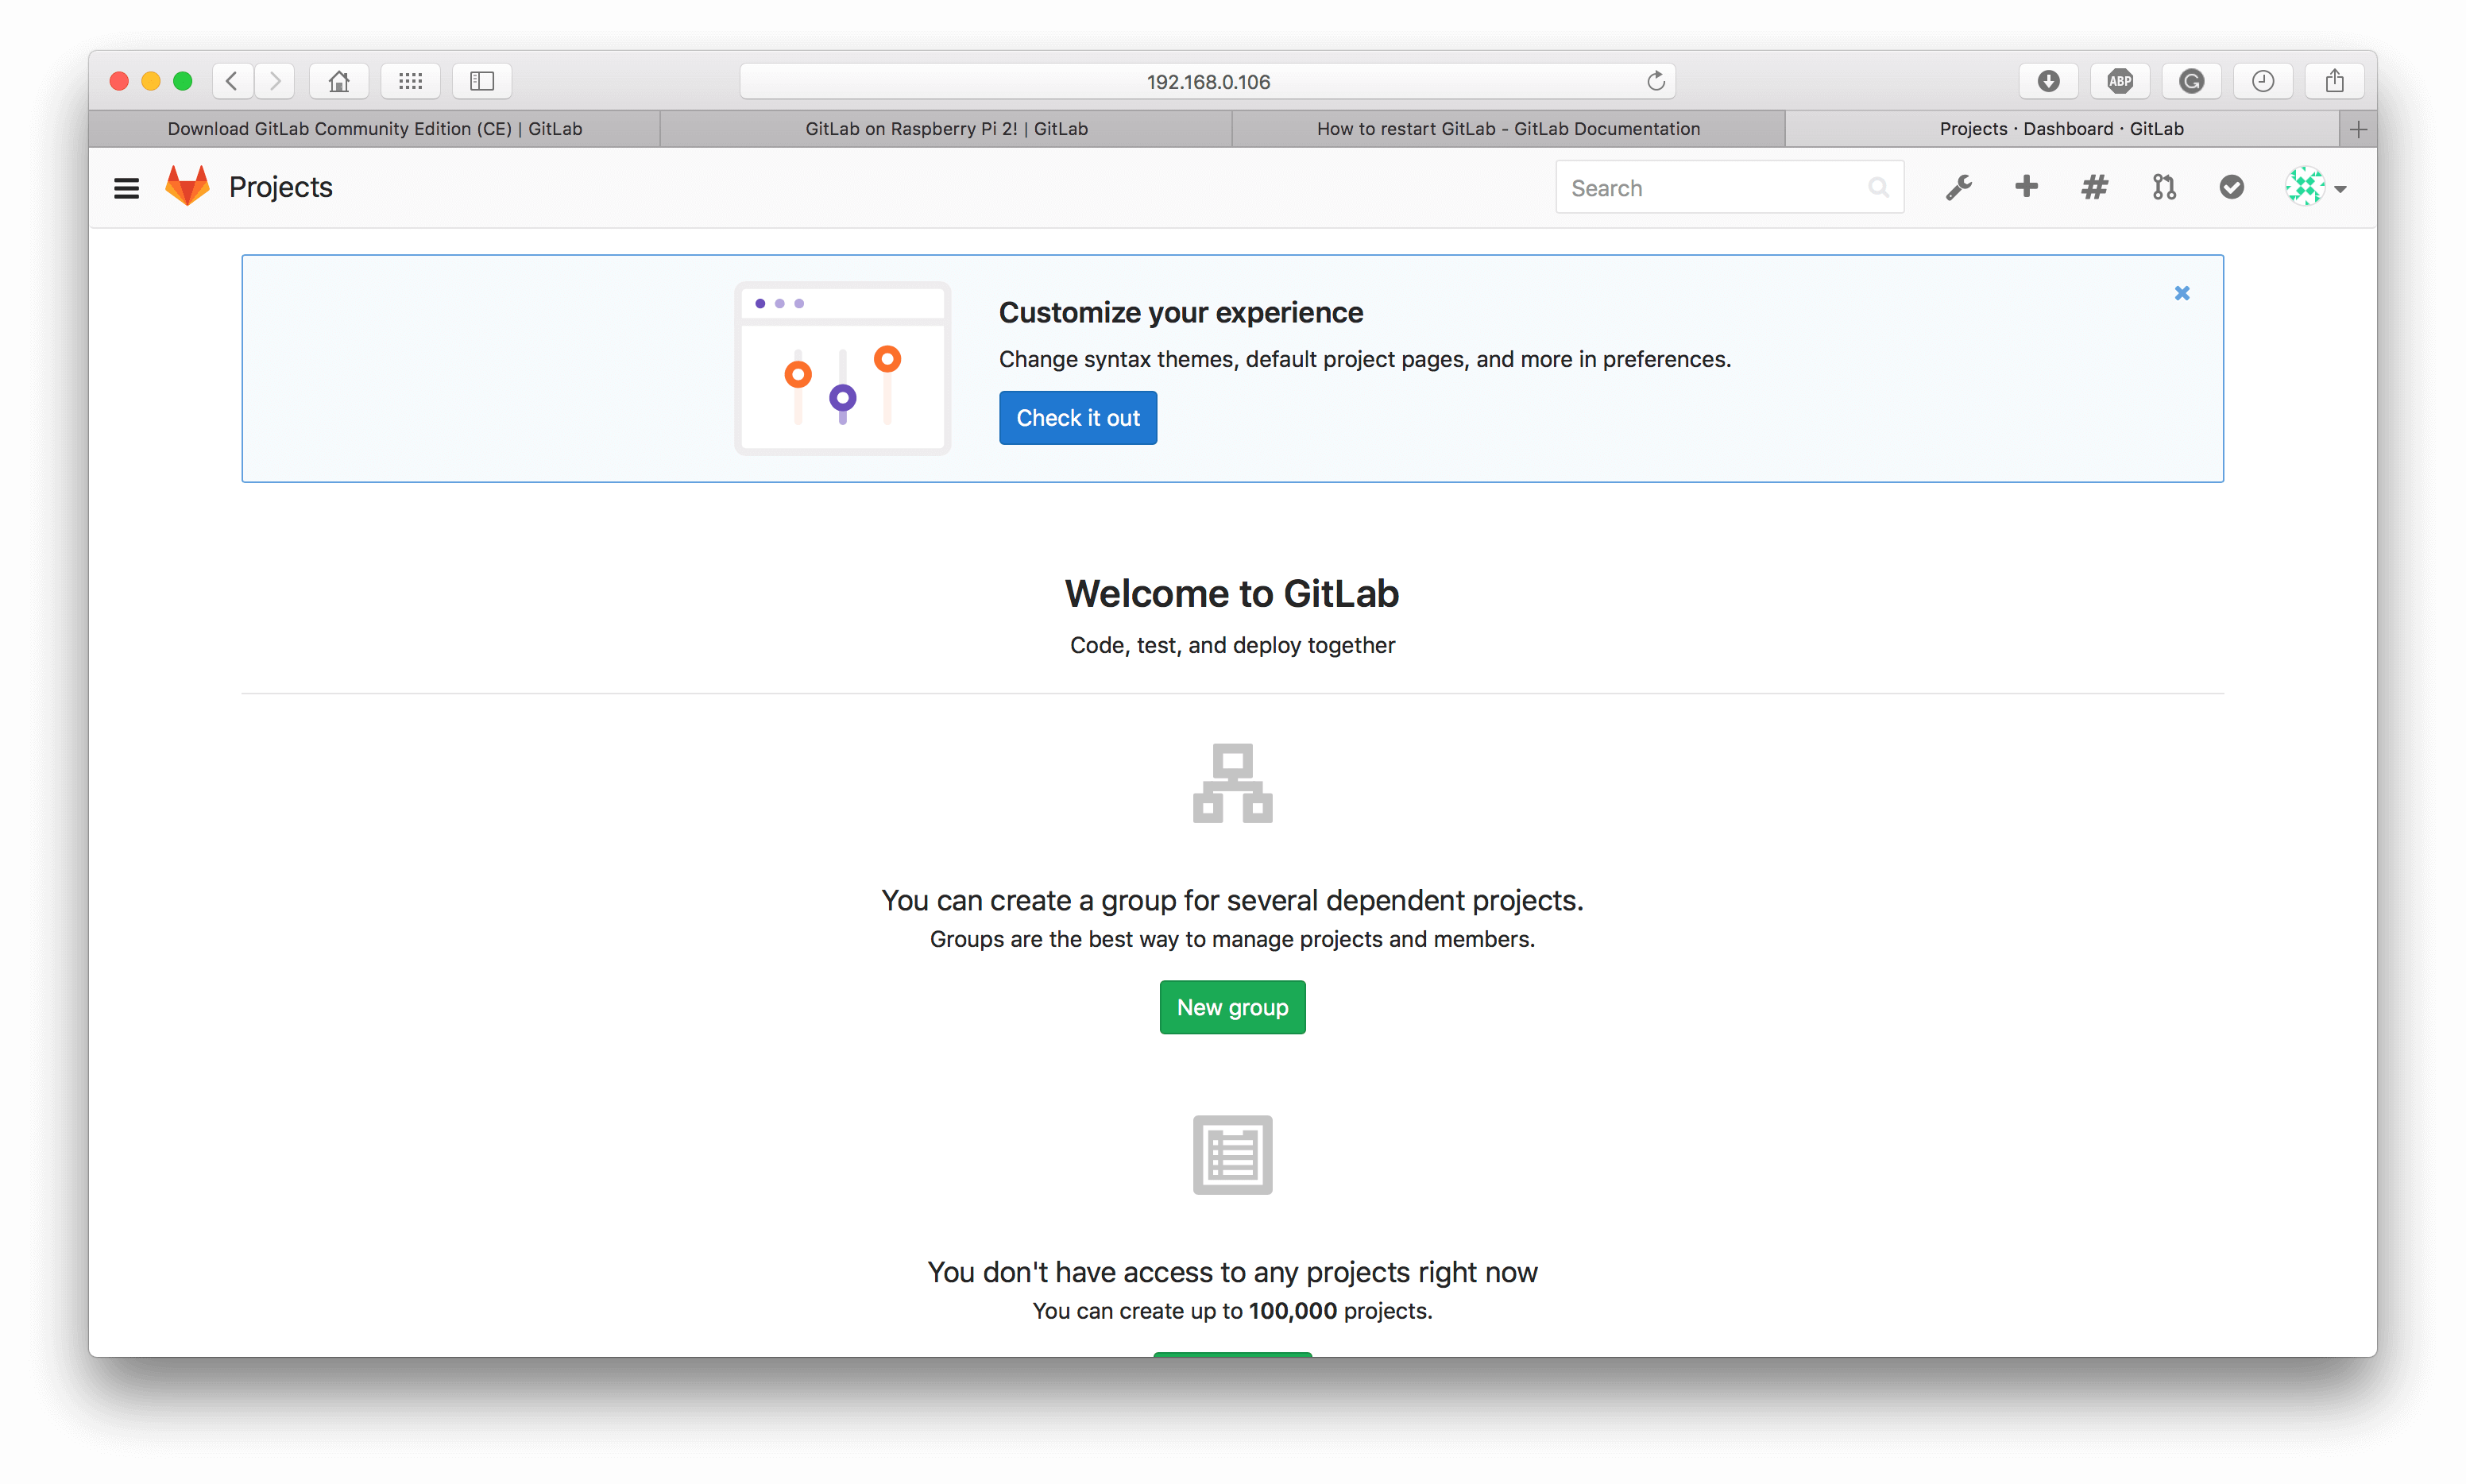 192.168.0.106
ABP
Download GitLab Community Edition (CE) | GitLab
GitLab on Raspberry Pi 2! | GitLab
How to restart GitLab - GitLab Documentation
Projects · Dashboard · GitLab
Projects
Search
Customize your experience
Change syntax themes, default project pages, and more in preferences.
Check it out
Welcome to GitLab
Code, test, and deploy together
You can create a group for several dependent projects.
Groups are the best way to manage projects and members.
New group
You don't have access to any projects right now
You can create up to 100,000 projects.